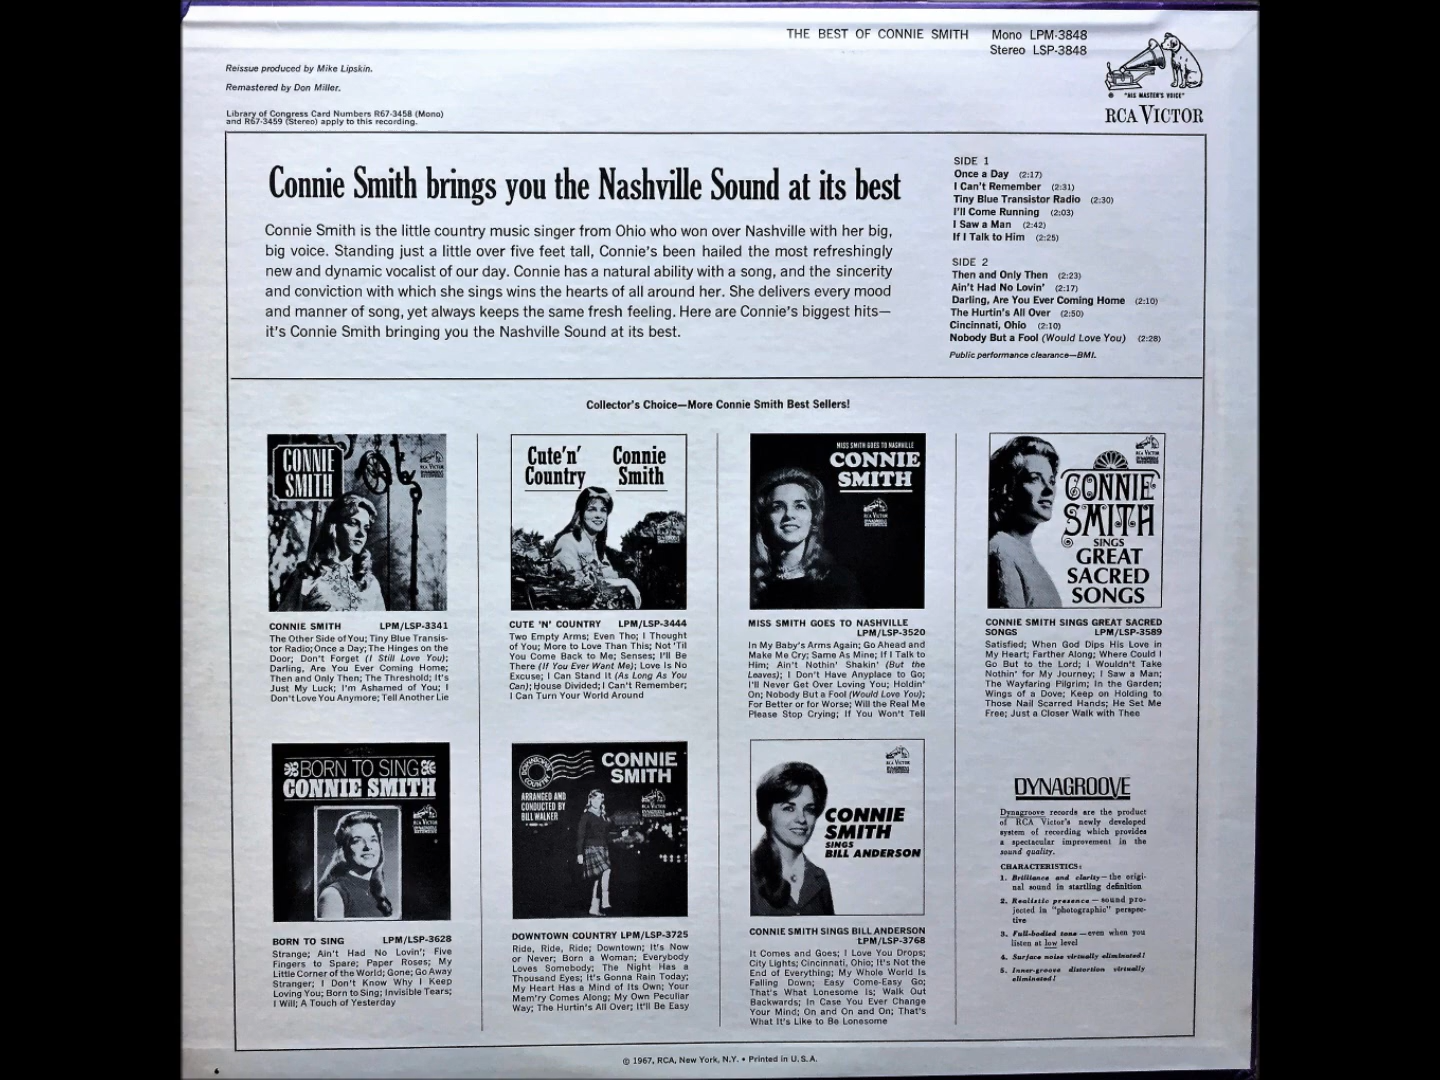 THE BEST OF CONNIE SMITH
Mono LPM-3848
Stereo LSP-3848
"HIS MASTER'S VOICE"
RCA VICTOR
Reissue produced by Mike Lipskin.
Remastered by Don Miller.
Library of Congress Card Numbers R67-3458 (Mono)
and R67-3459 (Stereo) apply to this recording.
Connie Smith brings you the Nashville Sound at its best
Connie Smith is the little country music singer from Ohio who won over Nashville with her big,
big voice. Standing just a little over five feet tall, Connie's been hailed the most refreshingly
new and dynamic vocalist of our day. Connie has a natural ability with a song, and the sincerity
and conviction with which she sings wins the hearts of all around her. She delivers every mood
and manner of song, yet always keeps the same fresh feeling. Here are Connie's biggest hits—
it's Connie Smith bringing you the Nashville Sound at its best.
SIDE 1
Once a Day (2:17)
I Can't Remember (2:31)
Tiny Blue Transistor Radio (2:30)
I'll Come Running (2:03)
I Saw a Man (2:42)
If I Talk to Him (2:25)
SIDE 2
Then and Only Then (2:23)
Ain't Had No Lovin' (2:17)
Darling, Are You Ever Coming Home (2:10)
The Hurtin's All Over (2:50)
Cincinnati, Ohio (2:10)
Nobody But a Fool (Would Love You) (2:28)
Public performance clearance—BMI.
Collector's Choice—More Connie Smith Best Sellers!
CONNIE
SMITH
CONNIE SMITH LPM/LSP-3341
The Other Side of You; Tiny Blue Transis-
tor Radio; Once a Day; The Hinges on the
Door; Don't Forget (I Still Love You);
Darling, Are You Ever Coming Home;
Then and Only Then; The Threshold; It's
Just My Luck; I'm Ashamed of You; I
Don't Love You Anymore; Tell Another Lie
Cute 'n' Connie
Country Smith
CUTE 'N' COUNTRY LPM/LSP-3444
Two Empty Arms; Even Tho; I Thought
of You; More to Love Than This; Not 'Til
You Come Back to Me; Senses; I'll Be
There (If You Ever Want Me); Love Is No
Excuse; I Can Stand It (As Long As You
Can); House Divided; I Can't Remember;
I Can Turn Your World Around
MISS SMITH GOES TO NASHVILLE
CONNIE
SMITH
MISS SMITH GOES TO NASHVILLE
LPM/LSP-3520
In My Baby's Arms Again; Go Ahead and
Make Me Cry; Same As Mine; If I Talk to
Him; Ain't Nothin' Shakin' (But the
Leaves); I Don't Have Anyplace to Go;
I'll Never Get Over Loving You; Holdin'
On; Nobody But a Fool (Would Love You);
For Better or for Worse; Will the Real Me
Please Stop Crying; If You Won't Tell
CONNIE
SMITH
SINGS
GREAT
SACRED
SONGS
CONNIE SMITH SINGS GREAT SACRED
SONGS LPM/LSP-3589
Satisfied; When God Dips His Love in
My Heart; Farther Along; Where Could I
Go But to the Lord; I Wouldn't Take
Nothin' for My Journey; I Saw a Man;
The Wayfaring Pilgrim; In the Garden;
Wings of a Dove; Keep on Holding to
Those Nail Scarred Hands; He Set Me
Free; Just a Closer Walk with Thee
BORN TO SING
CONNIE SMITH
BORN TO SING LPM/LSP-3628
Strange; Ain't Had No Lovin'; Five
Fingers to Spare; Paper Roses; My
Little Corner of the World; Gone; Go Away
Stranger; I Don't Know Why I Keep
Loving You; Born to Sing; Invisible Tears;
I Will; A Touch of Yesterday
DOWNTOWN COUNTRY
CONNIE
SMITH
ARRANGED AND
CONDUCTED BY
BILL WALKER
DOWNTOWN COUNTRY LPM/LSP-3725
Ride, Ride, Ride; Downtown; It's Now
or Never; Born a Woman; Everybody
Loves Somebody; The Night Has a
Thousand Eyes; It's Gonna Rain Today;
My Heart Has a Mind of Its Own; Your
Mem'ry Comes Along; My Own Peculiar
Way; The Hurtin's All Over; It'll Be Easy
CONNIE
SMITH
SINGS
BILL ANDERSON
CONNIE SMITH SINGS BILL ANDERSON
LPM/LSP-3768
It Comes and Goes; I Love You Drops;
City Lights; Cincinnati, Ohio; It's Not the
End of Everything; My Whole World Is
Falling Down; Easy Come-Easy Go;
That's What Lonesome Is; Walk Out
Backwards; In Case You Ever Change
Your Mind; On and On and On; That's
What It's Like to Be Lonesome
DYNAGROOVE
Dynagroove records are the product
of RCA Victor's newly developed
system of recording which provides
a spectacular improvement in the
sound quality.
CHARACTERISTICS:
1. Brilliance and clarity—the origi-
nal sound in startling definition
2. Realistic presence—sound pro-
jected in "photographic" perspec-
tive
3. Full-bodied tone—even when you
listen at low level
4. Surface noise virtually eliminated!
5. Inner-groove distortion virtually
eliminated!
© 1967, RCA, New York, N.Y. • Printed in U.S.A.